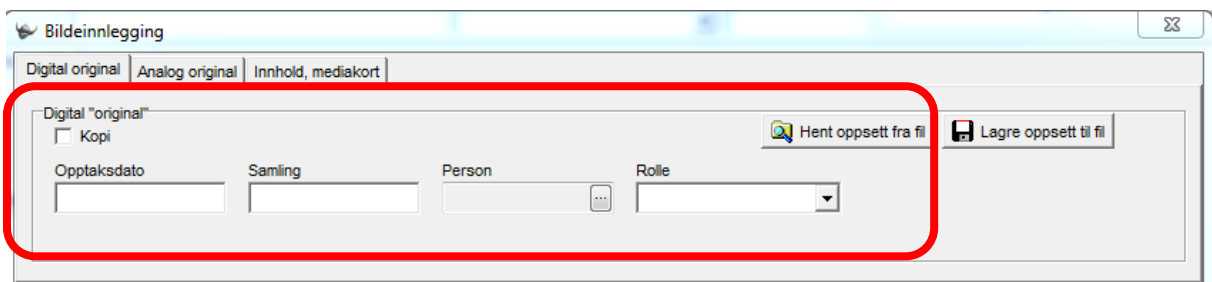 Bildeinnlegging
Digital original Analog original Innhold, mediakort
Digital "original"
Kopi
Hent oppsett fra fil Lagre oppsett til fil
Opptaksdato Samling Person Rolle
...